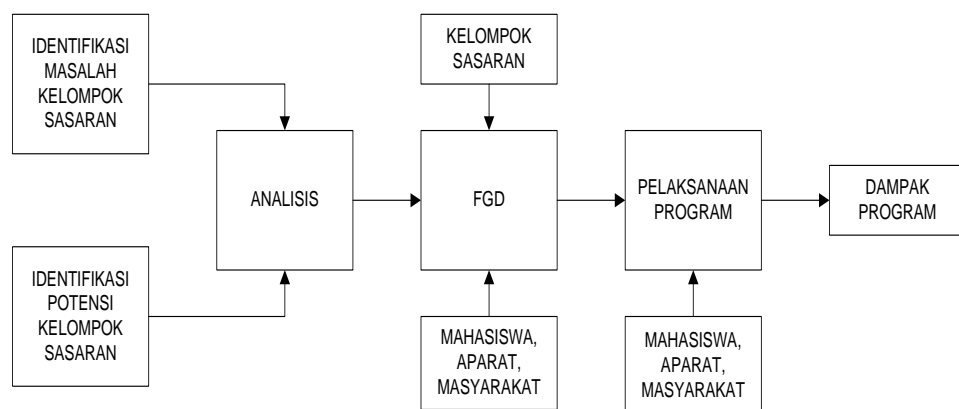 IDENTIFIKASI
MASALAH
KELOMPOK
SASARAN
KELOMPOK
SASARAN
ANALISIS
FGD
PELAKSANAAN
PROGRAM
DAMPAK
PROGRAM
IDENTIFIKASI
POTENSI
KELOMPOK
SASARAN
MAHASISWA,
APARAT,
MASYARAKAT
MAHASISWA,
APARAT,
MASYARAKAT